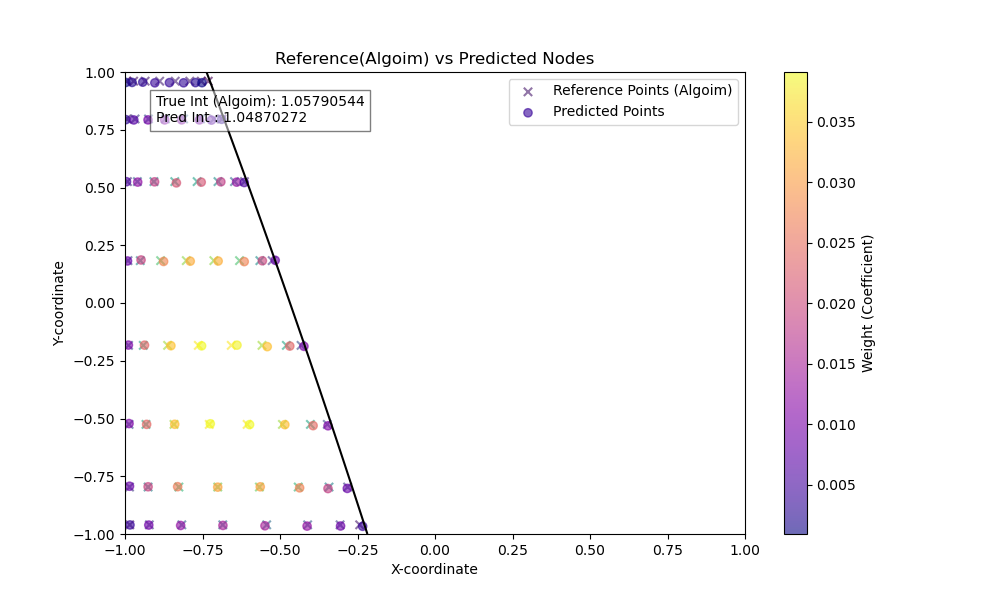 Reference(Algoim) vs Predicted Nodes
True Int (Algoim): 1.05790544
Pred Int : 1.04870272
Reference Points (Algoim)
Predicted Points
1.00
0.75
0.50
0.25
0.00
−0.25
−0.50
−0.75
−1.00
Y-coordinate
−1.00 −0.75 −0.50 −0.25 0.00 0.25 0.50 0.75 1.00
X-coordinate
0.035
0.030
0.025
0.020
0.015
0.010
0.005
Weight (Coefficient)